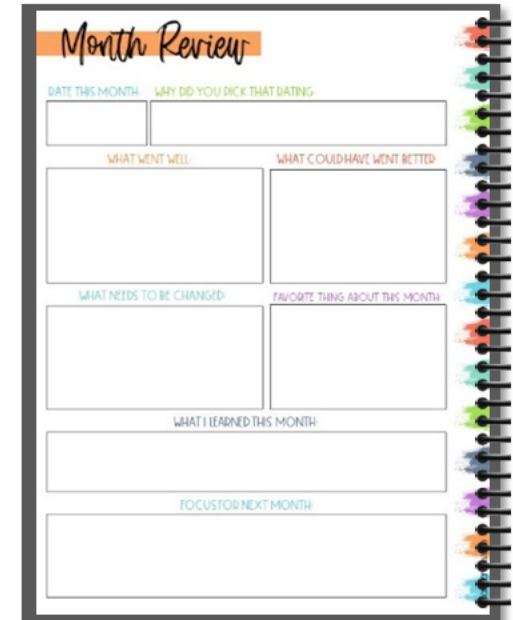 Month Review
RATE THIS MONTH: WHY DID YOU PICK THAT RATING:
WHAT WENT WELL: WHAT COULD HAVE WENT BETTER
WHAT NEEDS TO BE CHANGED: FAVORITE THING ABOUT THIS MONTH:
WHAT I LEARNED THIS MONTH:
FOCUS FOR NEXT MONTH: